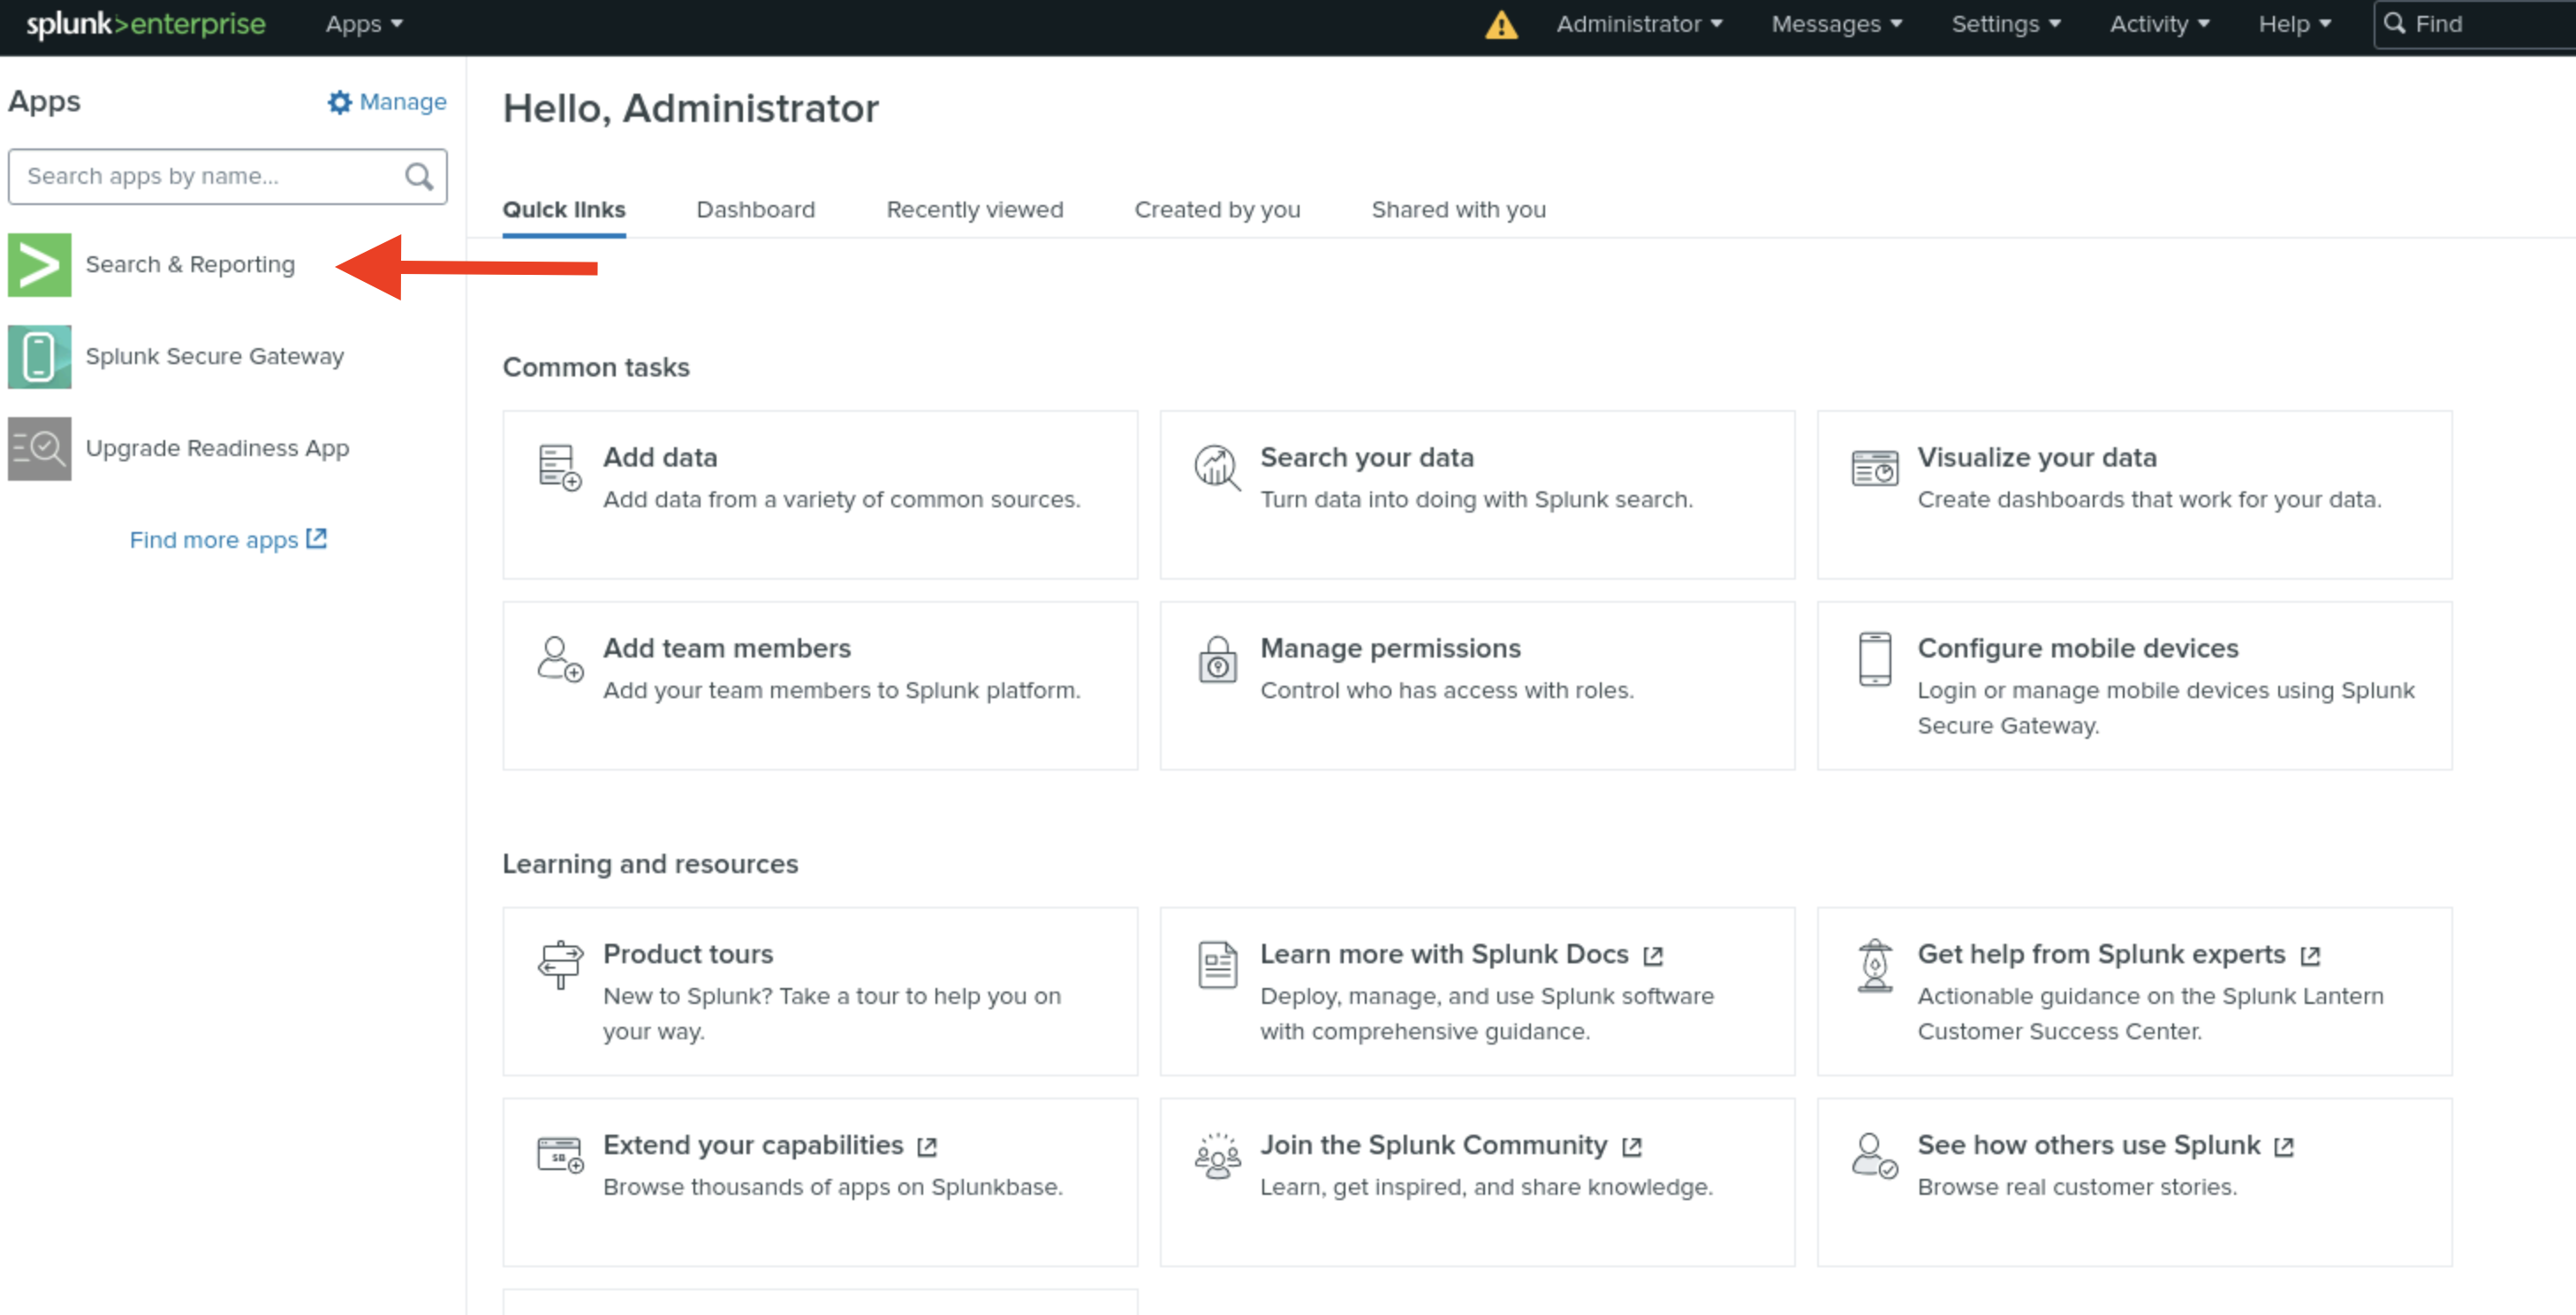 splunk>enterprise Apps Administrator Messages Settings Activity Help Find
Apps Manage
Search apps by name...
Search & Reporting
Splunk Secure Gateway
Upgrade Readiness App
Find more apps
Hello, Administrator
Quick links Dashboard Recently viewed Created by you Shared with you
Common tasks
Add data
Add data from a variety of common sources.
Search your data
Turn data into doing with Splunk search.
Visualize your data
Create dashboards that work for your data.
Add team members
Add your team members to Splunk platform.
Manage permissions
Control who has access with roles.
Configure mobile devices
Login or manage mobile devices using Splunk
Secure Gateway.
Learning and resources
Product tours
New to Splunk? Take a tour to help you on
your way.
Learn more with Splunk Docs
Deploy, manage, and use Splunk software
with comprehensive guidance.
Get help from Splunk experts
Actionable guidance on the Splunk Lantern
Customer Success Center.
Extend your capabilities
Browse thousands of apps on Splunkbase.
Join the Splunk Community
Learn, get inspired, and share knowledge.
See how others use Splunk
Browse real customer stories.